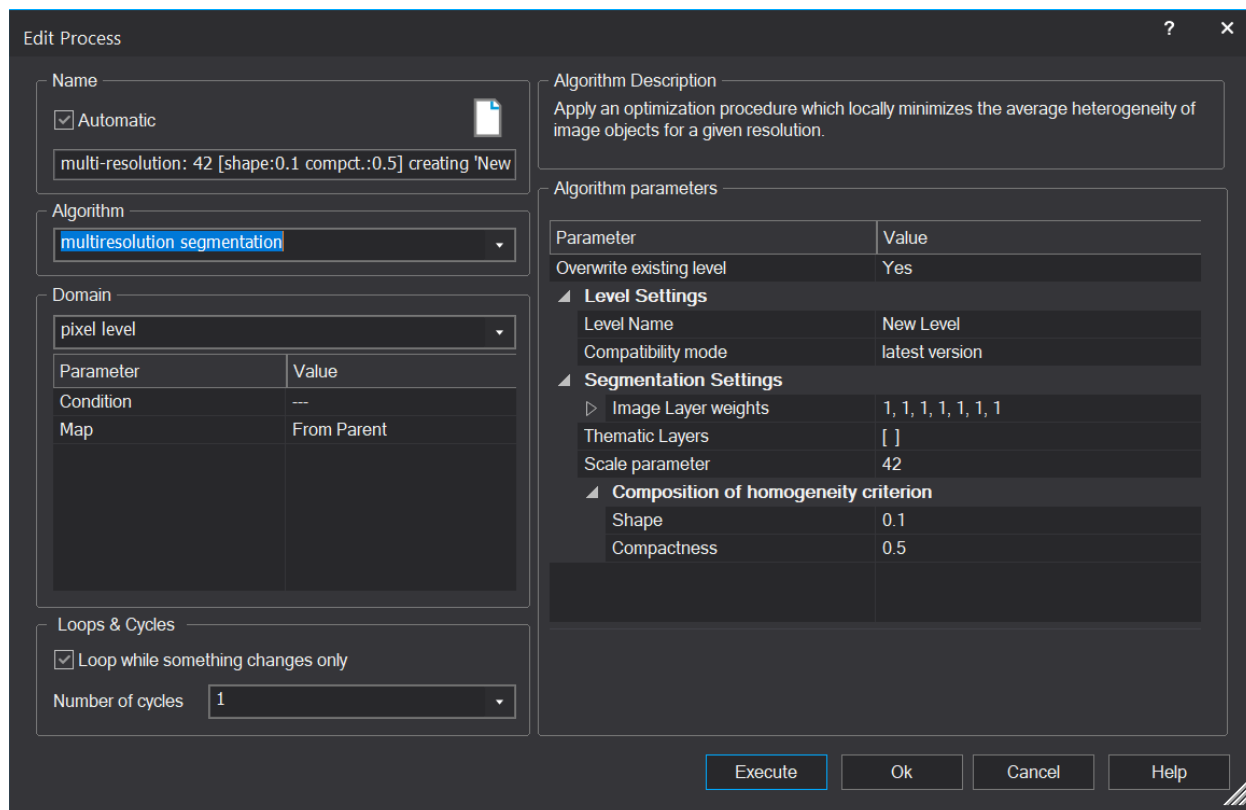 Edit Process
?
×
Name
Automatic
multi-resolution: 42 [shape:0.1 compct.:0.5] creating 'New
Algorithm
multiresolution segmentation
Domain
pixel level
Parameter Value
Condition ---
Map From Parent
Loops & Cycles
Loop while something changes only
Number of cycles 1
Algorithm Description
Apply an optimization procedure which locally minimizes the average heterogeneity of
image objects for a given resolution.
Algorithm parameters
Parameter Value
Overwrite existing level Yes
Level Settings
Level Name New Level
Compatibility mode latest version
Segmentation Settings
Image Layer weights 1, 1, 1, 1, 1, 1, 1
Thematic Layers [ ]
Scale parameter 42
Composition of homogeneity criterion
Shape 0.1
Compactness 0.5
Execute Ok Cancel Help